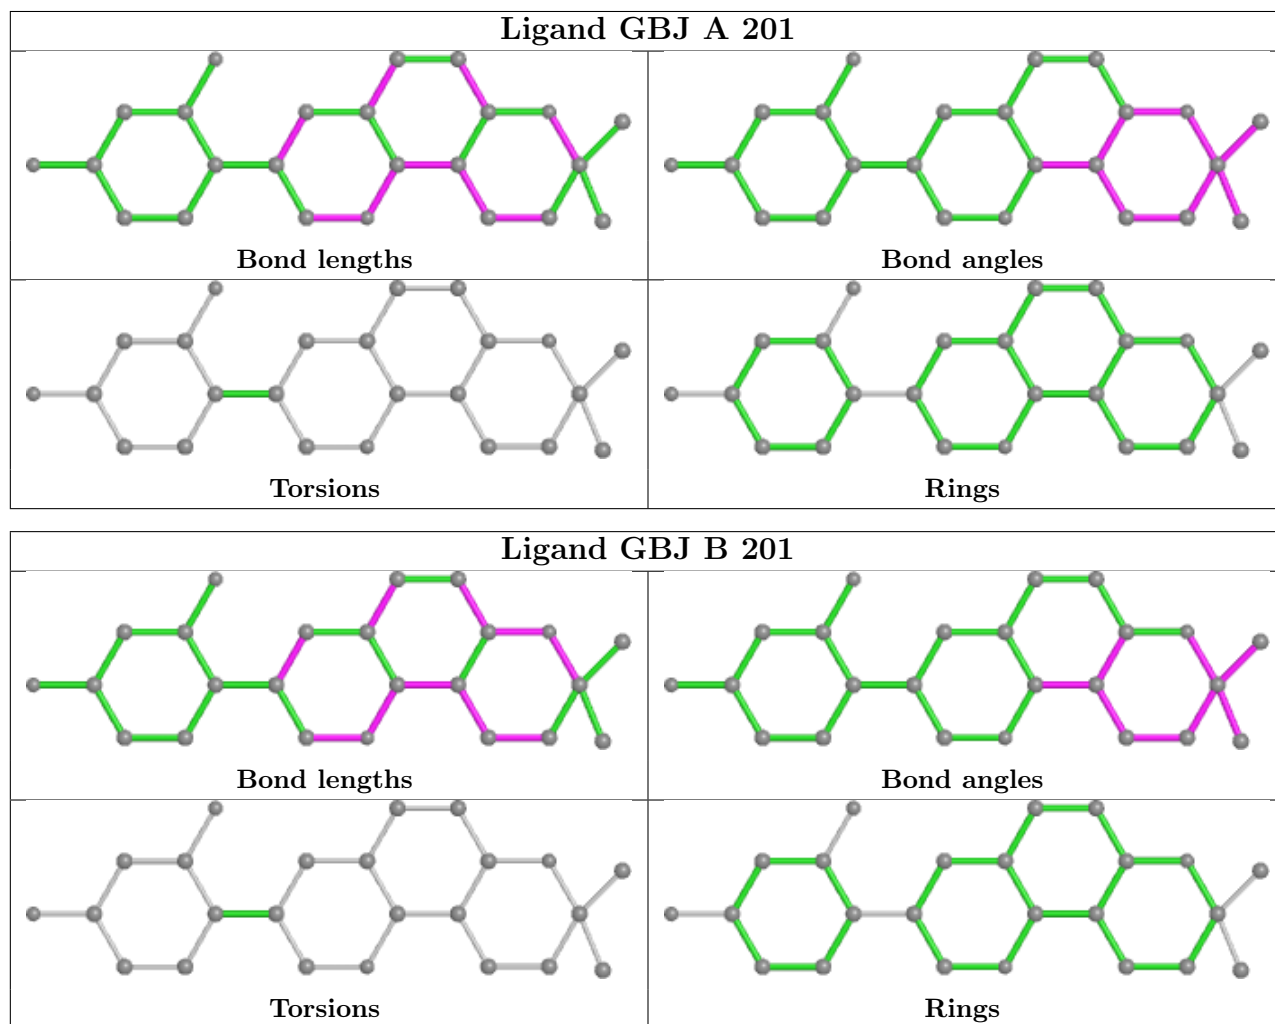 Ligand GBJ A 201
Bond lengths
Bond angles
Torsions
Rings
Ligand GBJ B 201
Bond lengths
Bond angles
Torsions
Rings